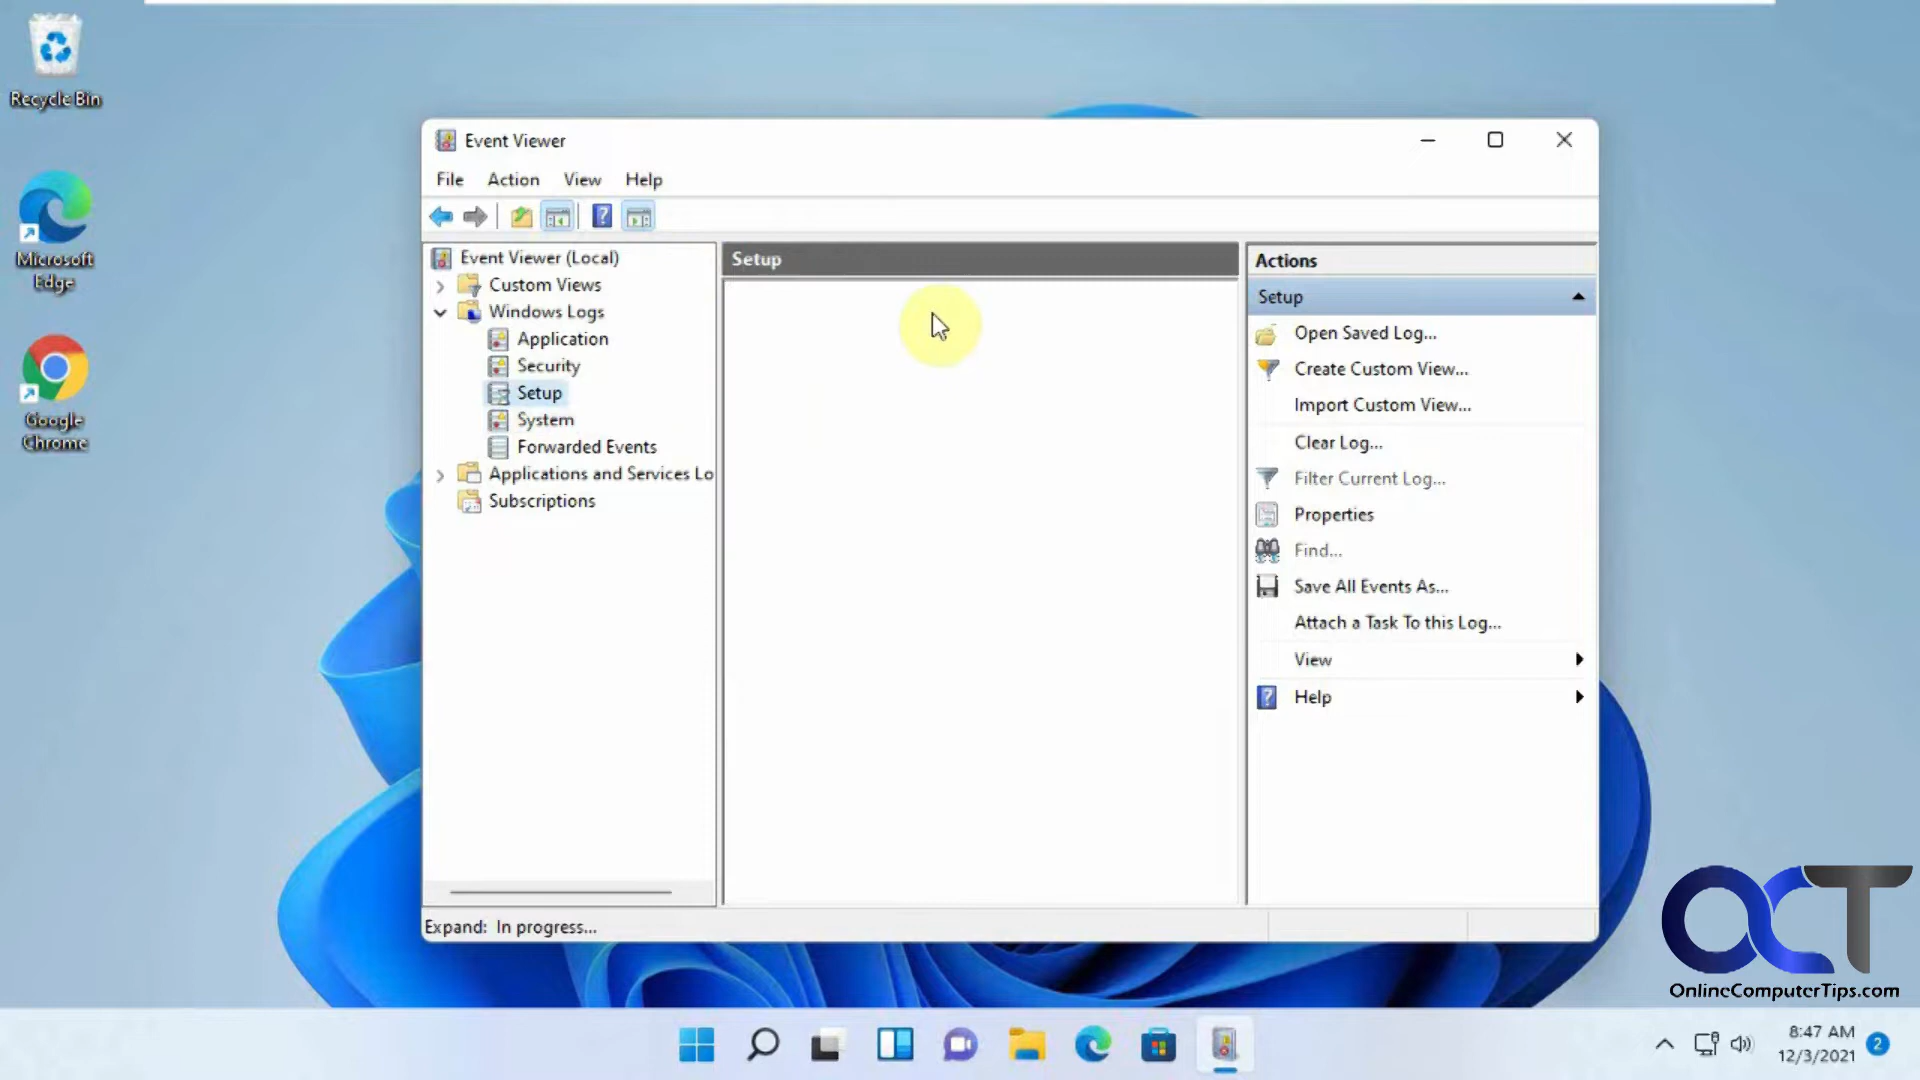 Recycle Bin
Microsoft
Edge
Google
Chrome
Event Viewer
File Action View Help
Event Viewer (Local)
Custom Views
Windows Logs
Application
Security
Setup
System
Forwarded Events
Applications and Services Lo
Subscriptions
Setup
Actions
Setup
Open Saved Log...
Create Custom View...
Import Custom View...
Clear Log...
Filter Current Log...
Properties
Find...
Save All Events As...
Attach a Task To this Log...
View
Help
Expand: In progress...
OCT
OnlineComputerTips.com
8:47 AM
12/3/2021
2